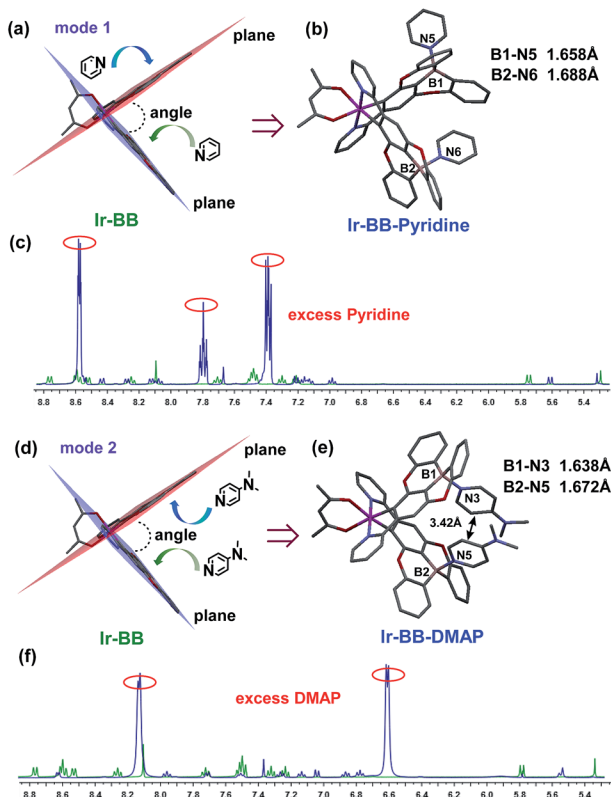 (a)
mode 1
plane
N
angle
N
plane
Ir-BB
(b)
N5
B1
N6
B2
B1-N5 1.658Å
B2-N6 1.688Å
Ir-BB-Pyridine
(c)
excess Pyridine
8.8 8.6 8.4 8.2 8.0 7.8 7.6 7.4 7.2 7.0 6.8 6.6 6.4 6.2 6.0 5.8 5.6 5.4
(d)
mode 2
plane
N
N
angle
N
N
plane
Ir-BB
(e)
B1
N3
3.42Å
N5
B2
B1-N3 1.638Å
B2-N5 1.672Å
Ir-BB-DMAP
(f)
excess DMAP
8.8 8.6 8.4 8.2 8.0 7.8 7.6 7.4 7.2 7.0 6.8 6.6 6.4 6.2 6.0 5.8 5.6 5.4